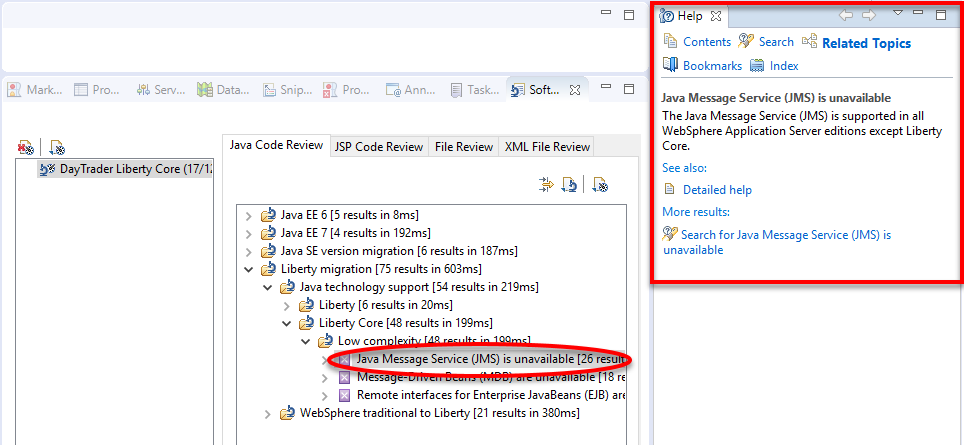 Help
Contents Search Related Topics
Bookmarks Index
Java Message Service (JMS) is unavailable
The Java Message Service (JMS) is supported in all
WebSphere Application Server editions except Liberty
Core.
See also:
Detailed help
More results:
Search for Java Message Service (JMS) is
unavailable
Mark... Pro... Serv... Data... Snip... Pro... Ann... Task... Soft...
DayTrader Liberty Core (17/12
Java Code Review JSP Code Review File Review XML File Review
Java EE 6 [5 results in 8ms]
Java EE 7 [4 results in 192ms]
Java SE version migration [6 results in 187ms]
Liberty migration [75 results in 603ms]
Java technology support [54 results in 219ms]
Liberty [6 results in 20ms]
Liberty Core [48 results in 199ms]
Low complexity [48 results in 199ms]
Java Message Service (JMS) is unavailable [26 result
Message-Driven Beans (MDB) are unavailable [18 re
Remote interfaces for Enterprise JavaBeans (EJB) are
WebSphere traditional to Liberty [21 results in 380ms]